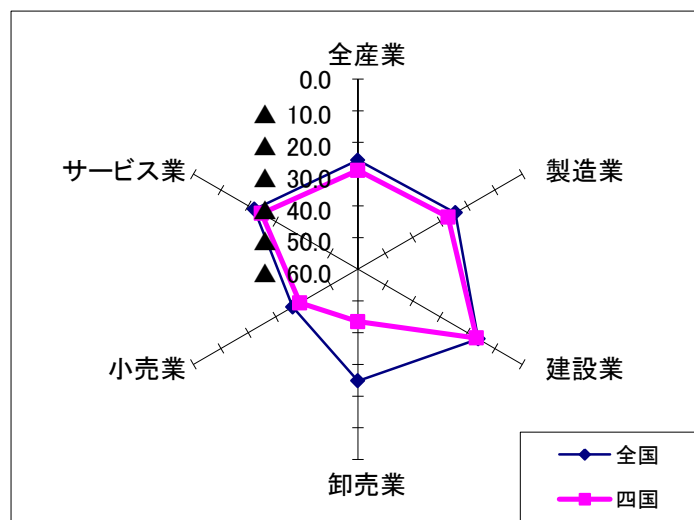 全産業
0.0
▲ 10.0
▲ 20.0
▲ 30.0
▲ 40.0
▲ 50.0
▲ 60.0
サービス業
製造業
小売業
建設業
卸売業
全国
四国